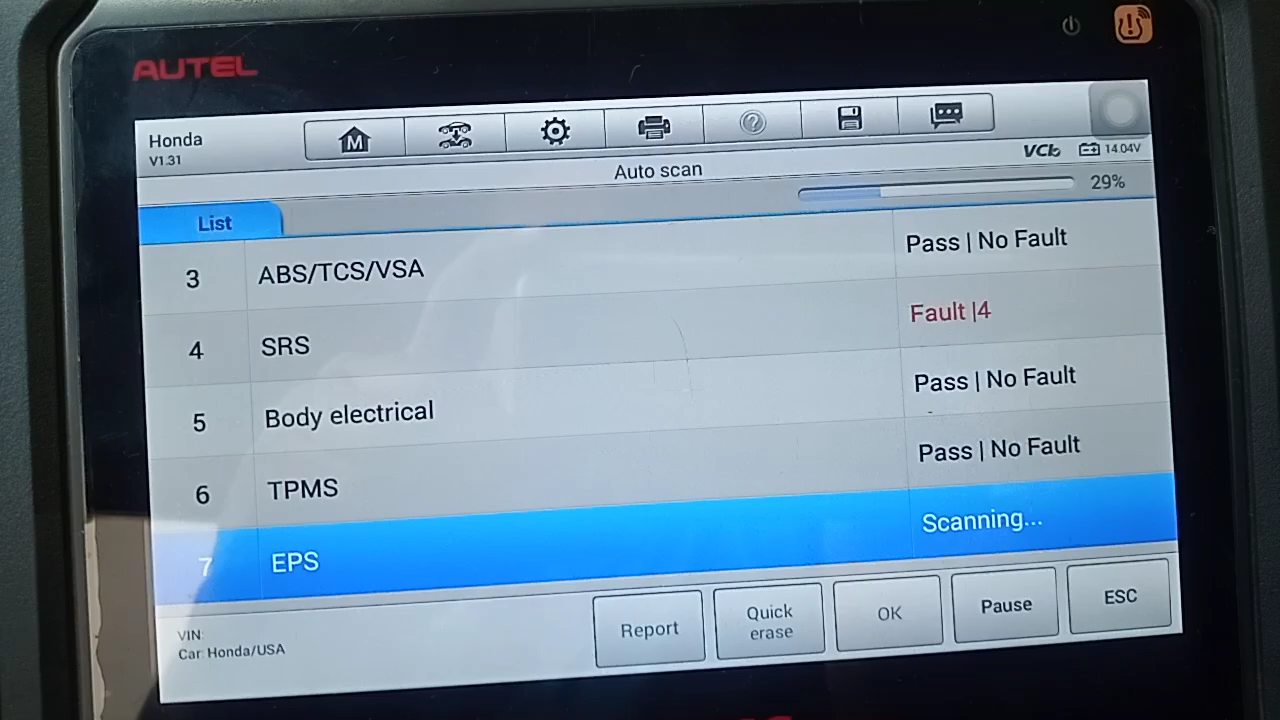 AUTEL
Honda
V1.31
M
?
VCI
14.04V
Auto scan
29%
List
3 ABS/TCS/VSA Pass | No Fault
4 SRS Fault |4
5 Body electrical Pass | No Fault
6 TPMS Pass | No Fault
7 EPS Scanning...
VIN:
Car: Honda/USA
Report
Quick
erase
OK
Pause
ESC